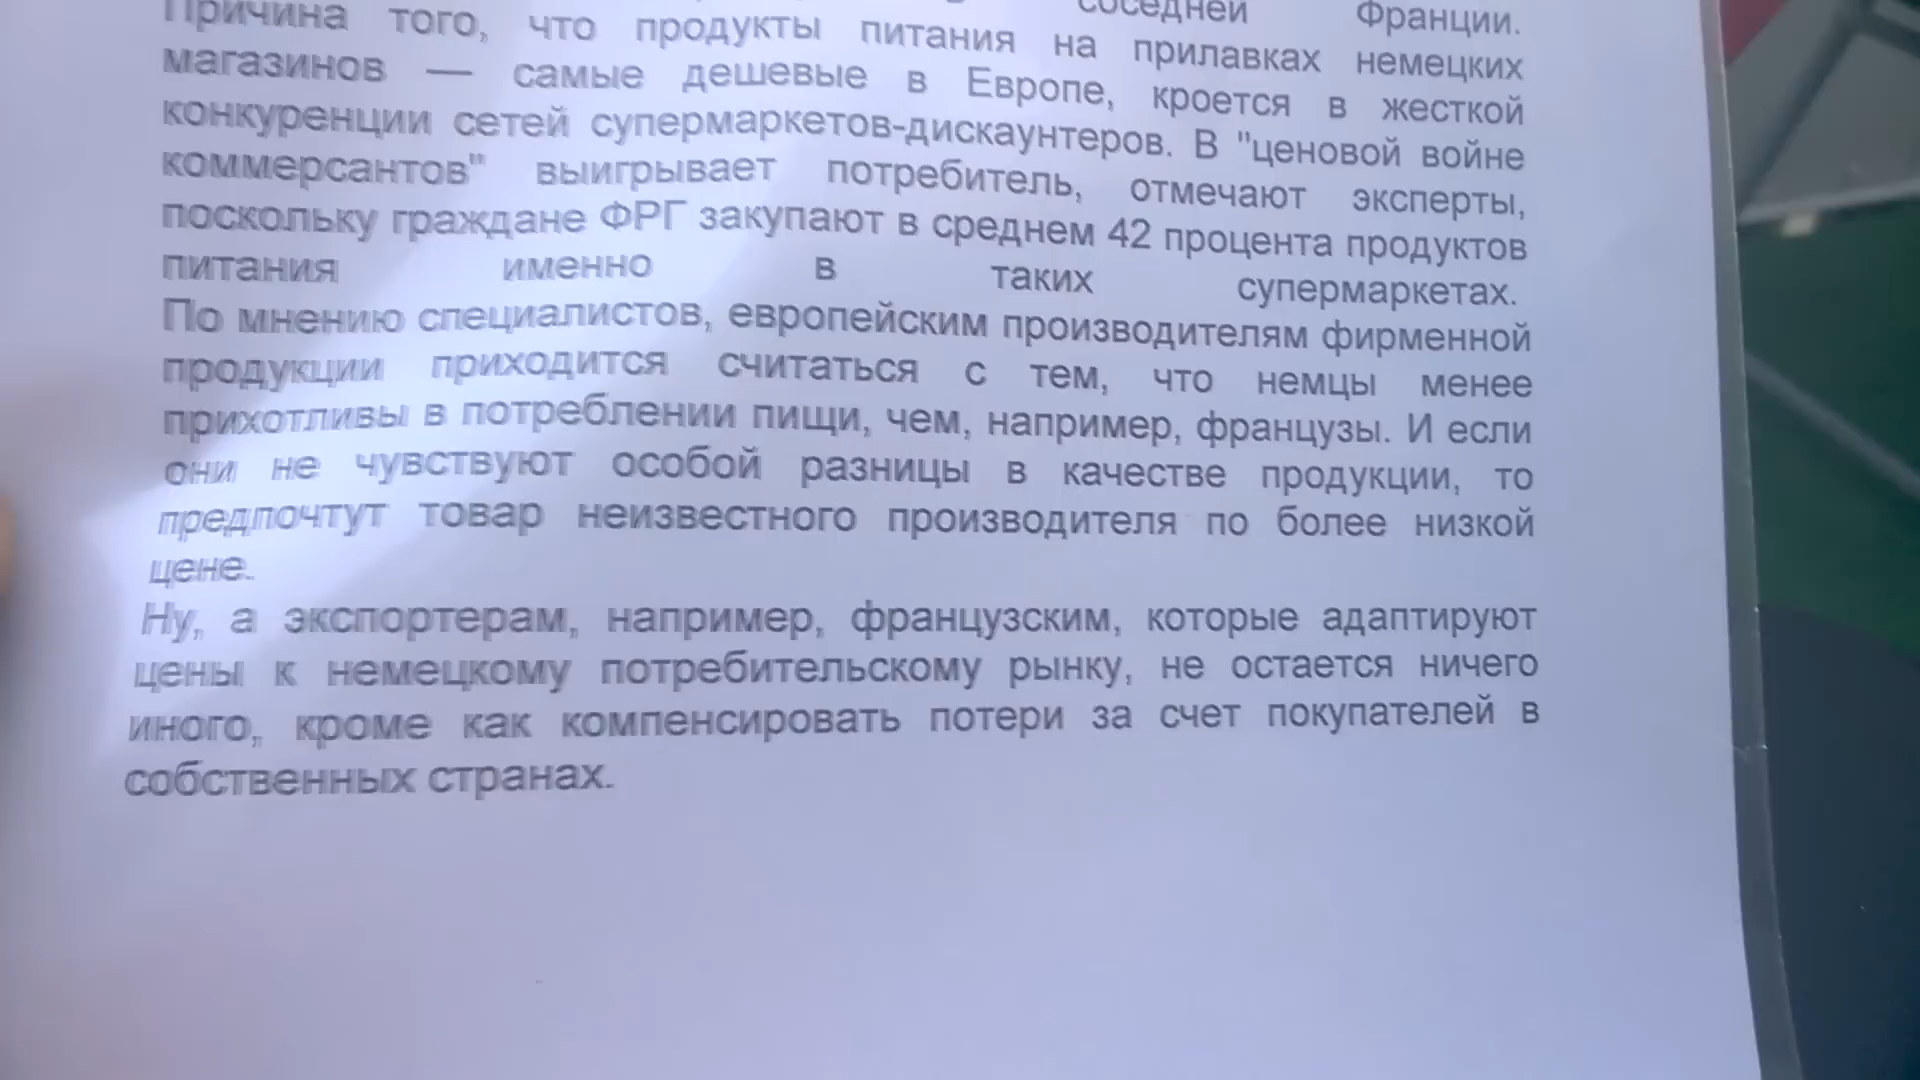 соседней Франции.
Причина того, что продукты питания на прилавках немецких
магазинов — самые дешевые в Европе, кроется в жесткой
конкуренции сетей супермаркетов-дискаунтеров. В "ценовой войне
коммерсантов" выигрывает потребитель, отмечают эксперты,
поскольку граждане ФРГ закупают в среднем 42 процента продуктов
питания именно в таких супермаркетах.
По мнению специалистов, европейским производителям фирменной
продукции приходится считаться с тем, что немцы менее
прихотливы в потреблении пищи, чем, например, французы. И если
они не чувствуют особой разницы в качестве продукции, то
предпочтут товар неизвестного производителя по более низкой
цене.
Ну, а экспортерам, например, французским, которые адаптируют
цены к немецкому потребительскому рынку, не остается ничего
иного, кроме как компенсировать потери за счет покупателей в
собственных странах.